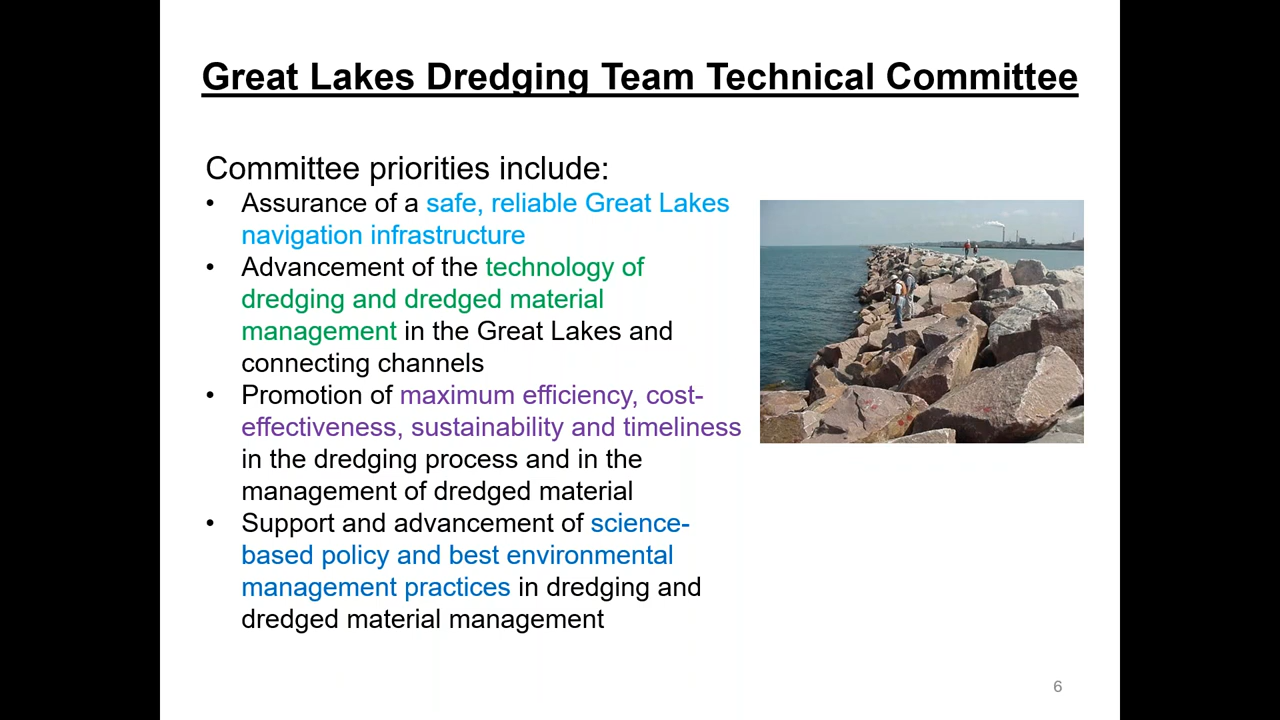 Great Lakes Dredging Team Technical Committee
Committee priorities include:
• Assurance of a safe, reliable Great Lakes
navigation infrastructure
• Advancement of the technology of
dredging and dredged material
management in the Great Lakes and
connecting channels
• Promotion of maximum efficiency, cost-
effectiveness, sustainability and timeliness
in the dredging process and in the
management of dredged material
• Support and advancement of science-
based policy and best environmental
management practices in dredging and
dredged material management
6